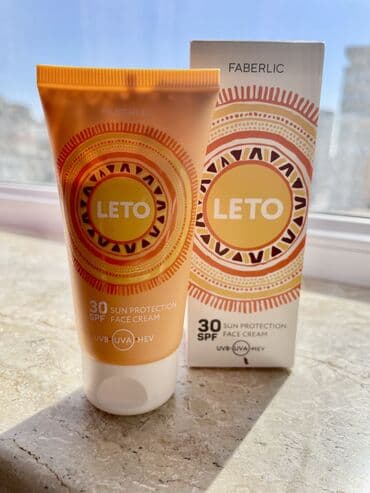 LETO
30
SPF
SUN PROTECTION
FACE CREAM
UVB UVA HEV
FABERLIC
LETO
30
SPF
SUN PROTECTION
FACE CREAM
UVB UVA HEV